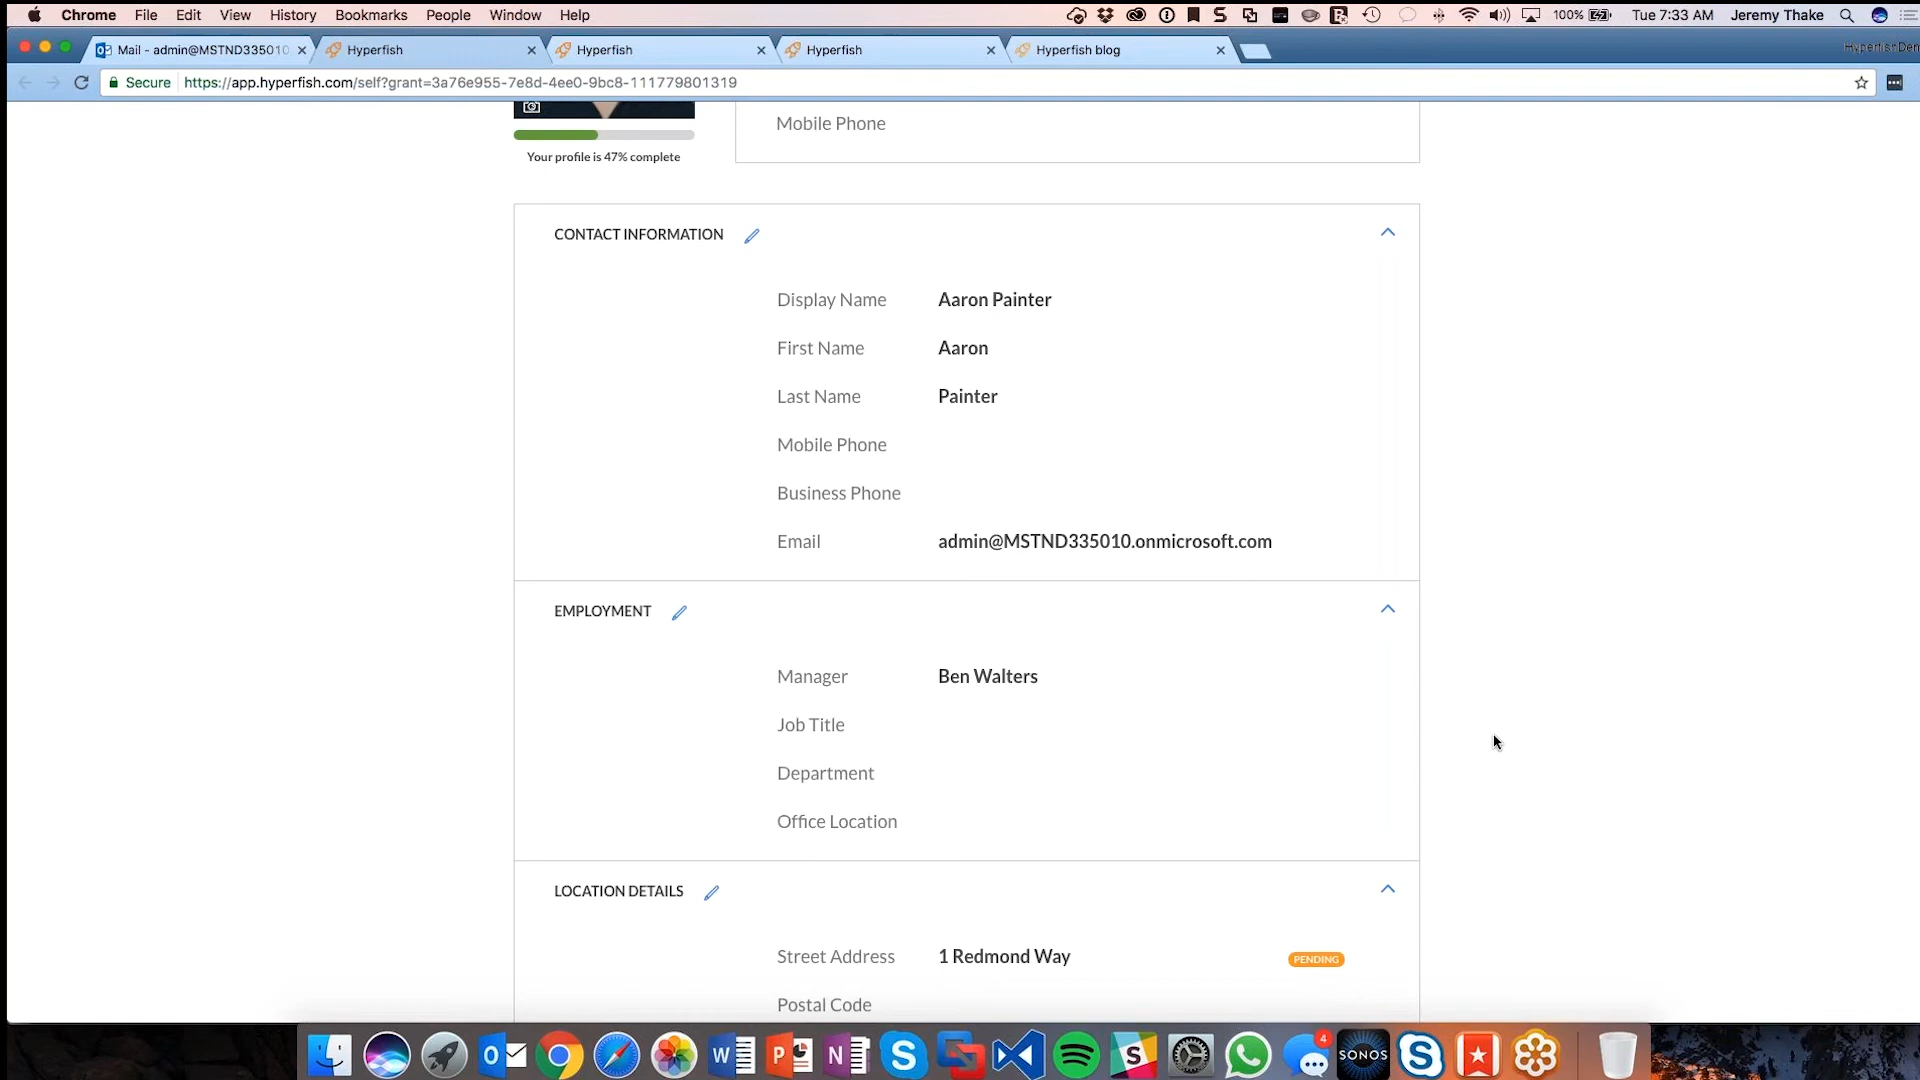 Chrome File Edit View History Bookmarks People Window Help 100% Tue 7:33 AM Jeremy Thake
Mail - admin@MSTND335010 Hyperfish Hyperfish Hyperfish Hyperfish blog
Secure https://app.hyperfish.com/self?grant=3a76e955-7e8d-4ee0-9bc8-111779801319
Mobile Phone
Your profile is 47% complete
CONTACT INFORMATION
Display Name Aaron Painter
First Name Aaron
Last Name Painter
Mobile Phone
Business Phone
Email admin@MSTND335010.onmicrosoft.com
EMPLOYMENT
Manager Ben Walters
Job Title
Department
Office Location
LOCATION DETAILS
Street Address 1 Redmond Way PENDING
Postal Code
4
SONOS